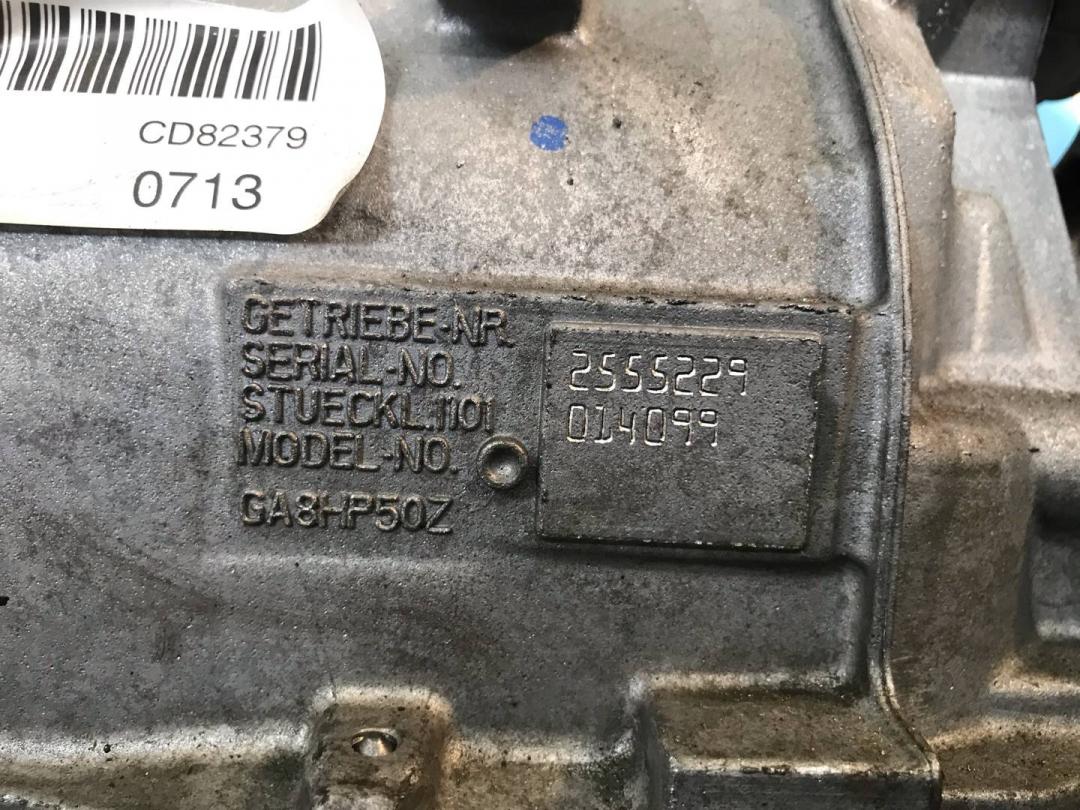 CD82379
0713
GETRIEBE-NR
SERIAL-NO.
STUECKL.1101
MODEL-NO.
GA8HP50Z
2555229
014099